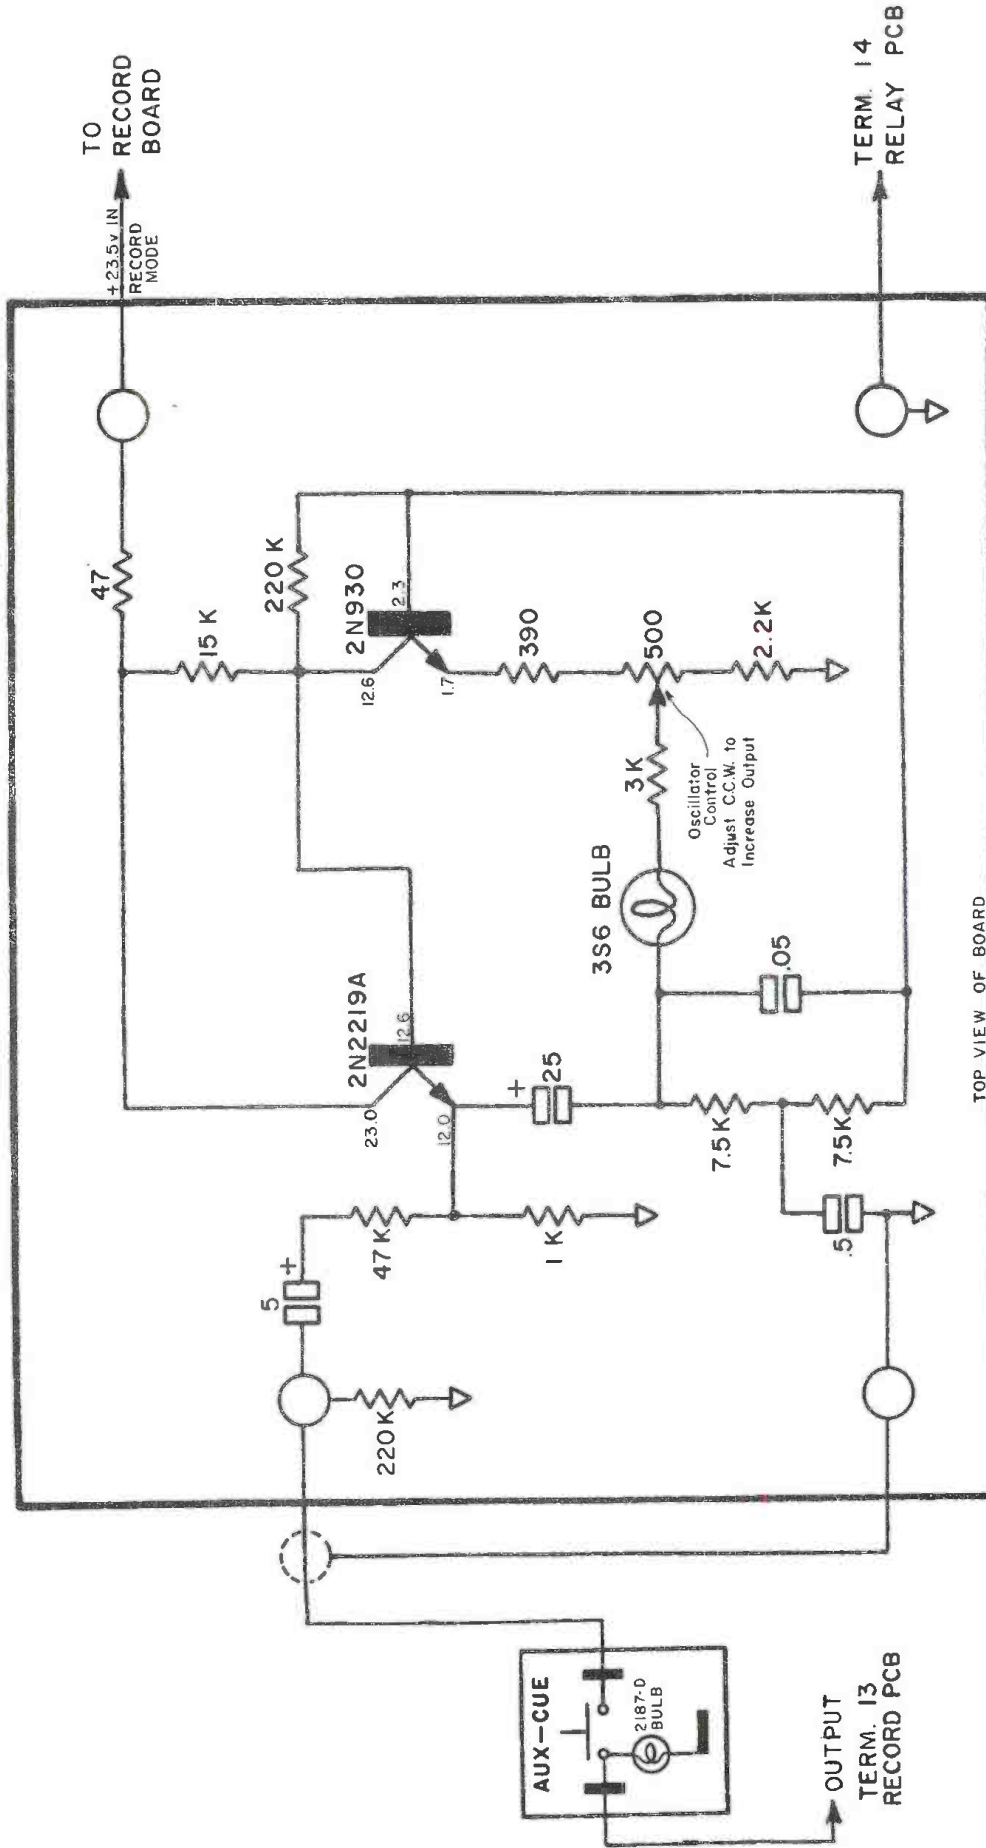 TO
RECORD
BOARD
+23.5v IN
RECORD
MODE
TERM. 14
RELAY PCB
47
15 K
220 K
2N930
12.6
2.3
1.7
390
500
2.2K
3K
Oscillator
Control
Adjust C.C.W. to
Increase Output
3S6 BULB
2N2219A
12.6
23.0
12.0
+
25
.05
7.5K
7.5K
.5
5
+
47 K
1 K
220K
AUX-CUE
2187-D
BULB
OUTPUT
TERM. 13
RECORD PCB
TOP VIEW OF BOARD